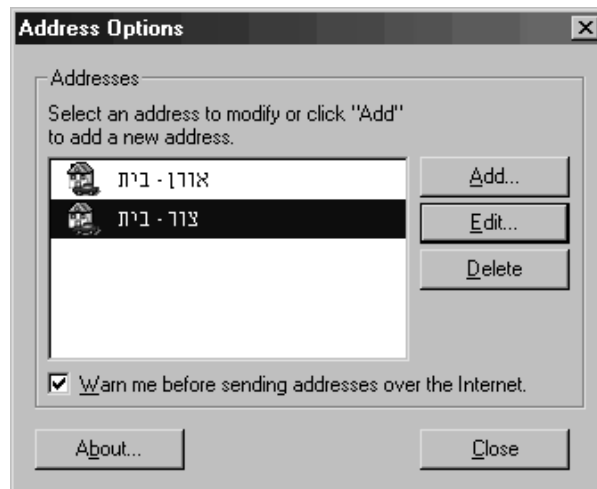 Address Options
Addresses
Select an address to modify or click "Add"
to add a new address.
אורן - בית
צור - בית
Add...
Edit...
Delete
Warn me before sending addresses over the Internet.
About...
Close